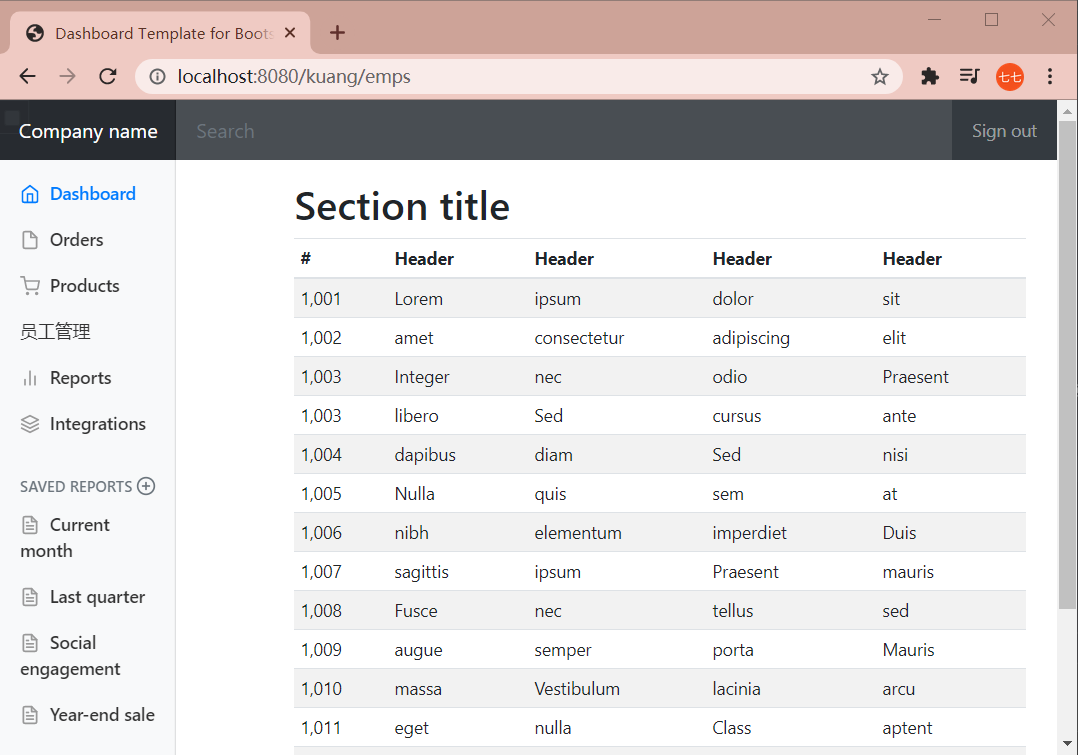 Dashboard Template for Boots
localhost:8080/kuang/emps
七七
Company name
Search
Sign out
Dashboard
Orders
Products
员工管理
Reports
Integrations
SAVED REPORTS
Current
month
Last quarter
Social
engagement
Year-end sale
Section title
# Header Header Header Header
1,001 Lorem ipsum dolor sit
1,002 amet consectetur adipiscing elit
1,003 Integer nec odio Praesent
1,003 libero Sed cursus ante
1,004 dapibus diam Sed nisi
1,005 Nulla quis sem at
1,006 nibh elementum imperdiet Duis
1,007 sagittis ipsum Praesent mauris
1,008 Fusce nec tellus sed
1,009 augue semper porta Mauris
1,010 massa Vestibulum lacinia arcu
1,011 eget nulla Class aptent